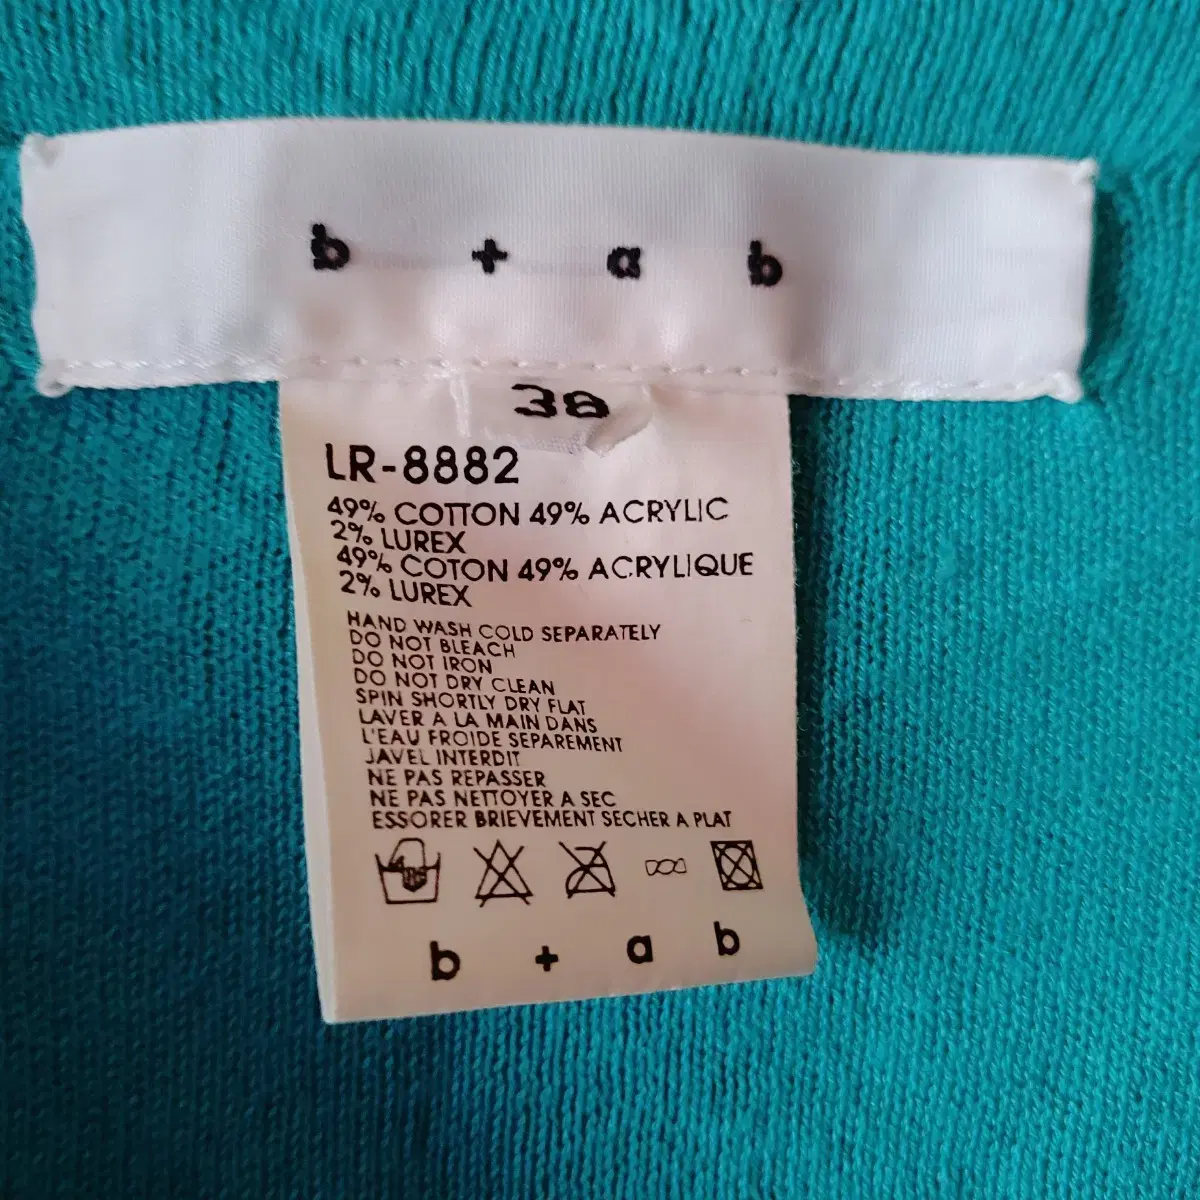 b + a b
38
LR-8882
49% COTTON 49% ACRYLIC
2% LUREX
49% COTON 49% ACRYLIQUE
2% LUREX
HAND WASH COLD SEPARATELY
DO NOT BLEACH
DO NOT IRON
DO NOT DRY CLEAN
SPIN SHORTLY DRY FLAT
LAVER A LA MAIN DANS
L'EAU FROIDE SEPAREMENT
JAVEL INTERDIT
NE PAS REPASSER
NE PAS NETTOYER A SEC
ESSORER BRIEVEMENT SECHER A PLAT
b + a b